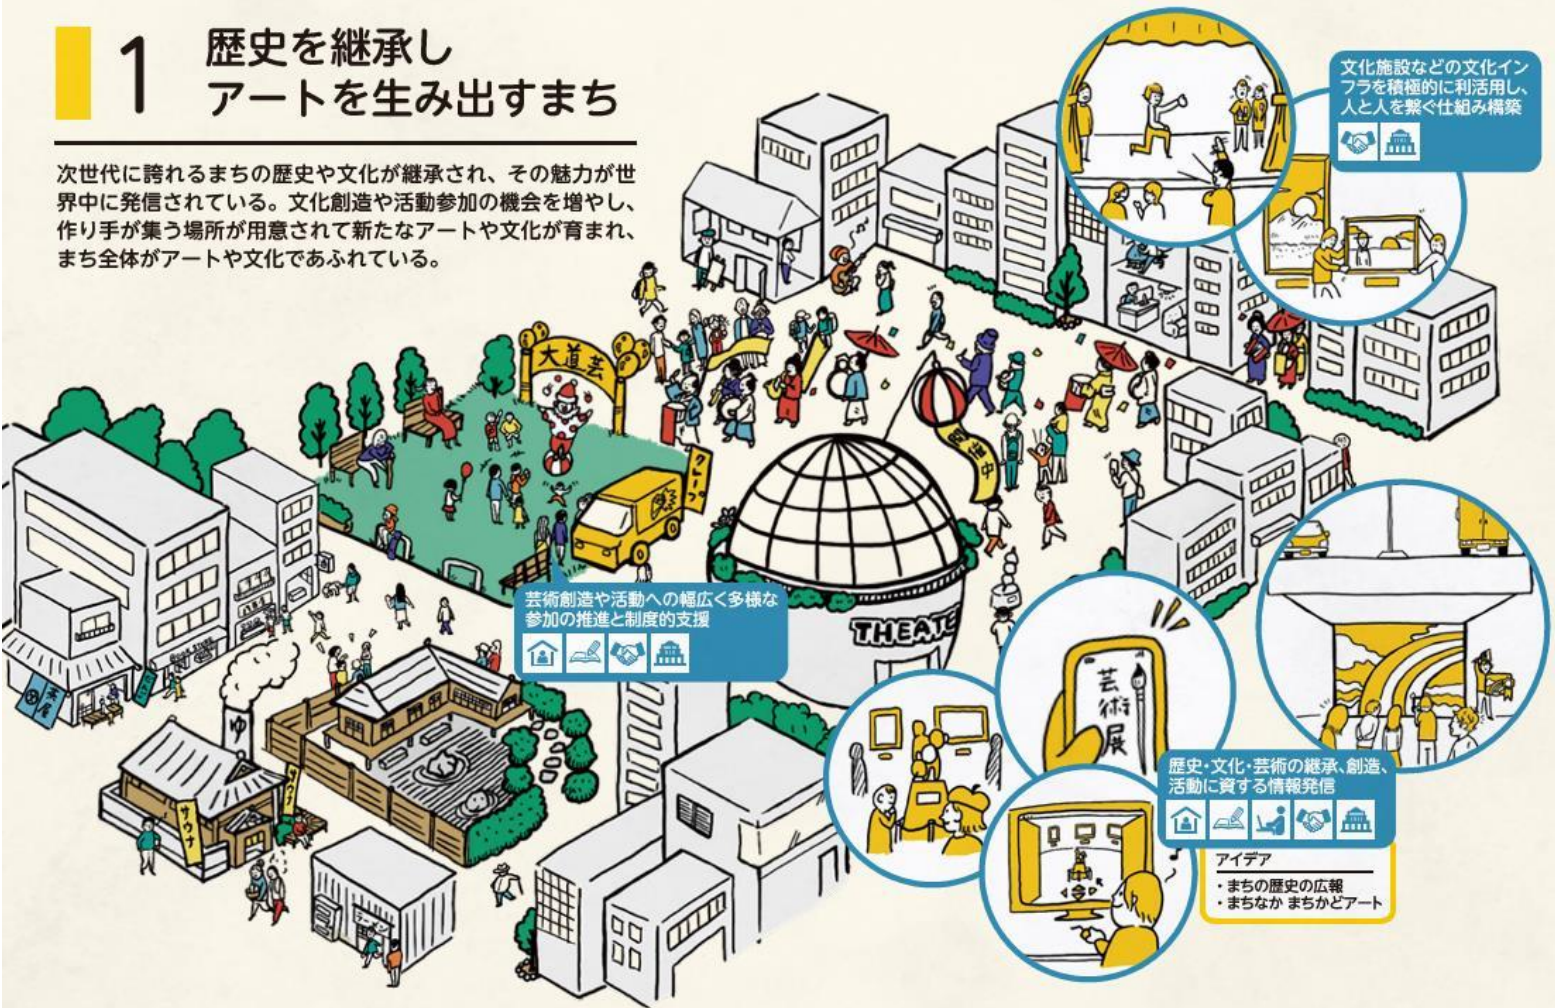 1
歴史を継承し
アートを生み出すまち
次世代に誇れるまちの歴史や文化が継承され、その魅力が世
界中に発信されている。文化創造や活動参加の機会を増やし、
作り手が集う場所が用意されて新たなアートや文化が育まれ、
まち全体がアートや文化であふれている。
文化施設などの文化イン
フラを積極的に利活用し、
人と人を繋ぐ仕組み構築
大道芸
クレープ
開催中
THEATE
芸術創造や活動への幅広く多様な
参加の推進と制度的支援
茶屋
ゆ
サウナ
サウナ
ラーメン
芸術展
歴史・文化・芸術の継承、創造、
活動に資する情報発信
アイデア
・まちの歴史の広報
・まちなか まちかどアート